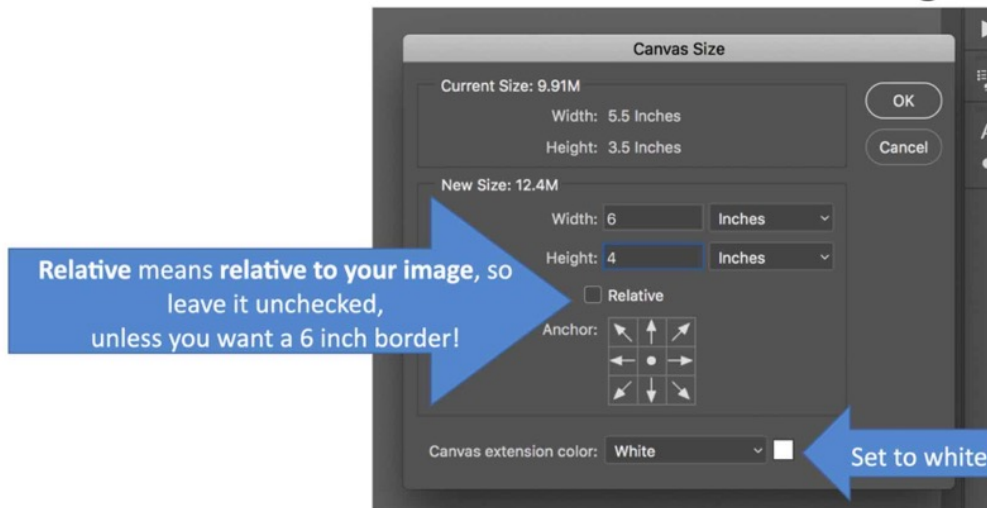 Canvas Size
Current Size: 9.91M
Width: 5.5 Inches
Height: 3.5 Inches
OK
Cancel
New Size: 12.4M
Width: 6 Inches
Height: 4 Inches
Relative
Anchor:
Relative means relative to your image, so
leave it unchecked,
unless you want a 6 inch border!
Canvas extension color: White
Set to white